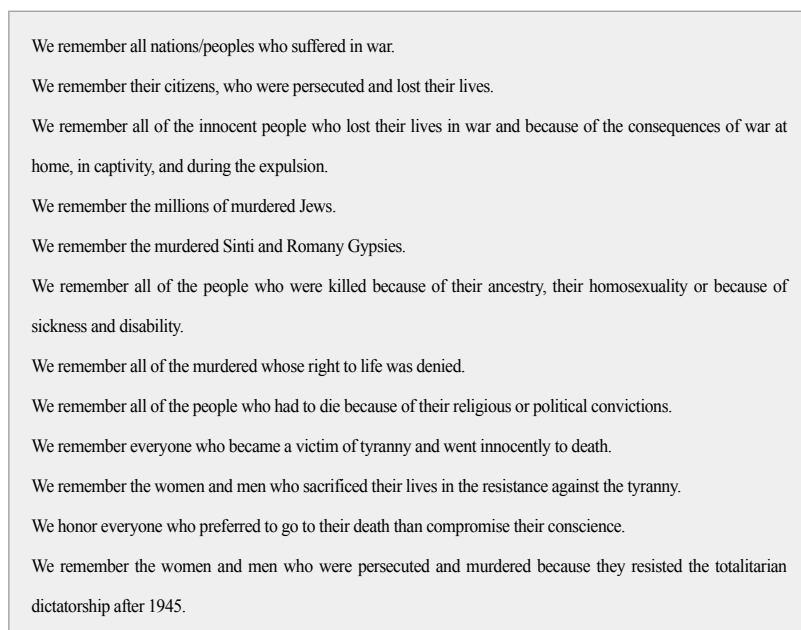 We remember all nations/peoples who suffered in war.
We remember their citizens, who were persecuted and lost their lives.
We remember all of the innocent people who lost their lives in war and because of the consequences of war at
home, in captivity, and during the expulsion.
We remember the millions of murdered Jews.
We remember the murdered Sinti and Romany Gypsies.
We remember all of the people who were killed because of their ancestry, their homosexuality or because of
sickness and disability.
We remember all of the murdered whose right to life was denied.
We remember all of the people who had to die because of their religious or political convictions.
We remember everyone who became a victim of tyranny and went innocently to death.
We remember the women and men who sacrificed their lives in the resistance against the tyranny.
We honor everyone who preferred to go to their death than compromise their conscience.
We remember the women and men who were persecuted and murdered because they resisted the totalitarian
dictatorship after 1945.